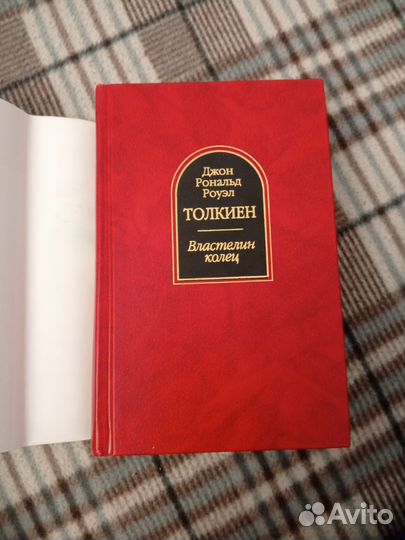 Джон
Рональд
Роуэл
ТОЛКИЕН
Властелин
колец
Avito